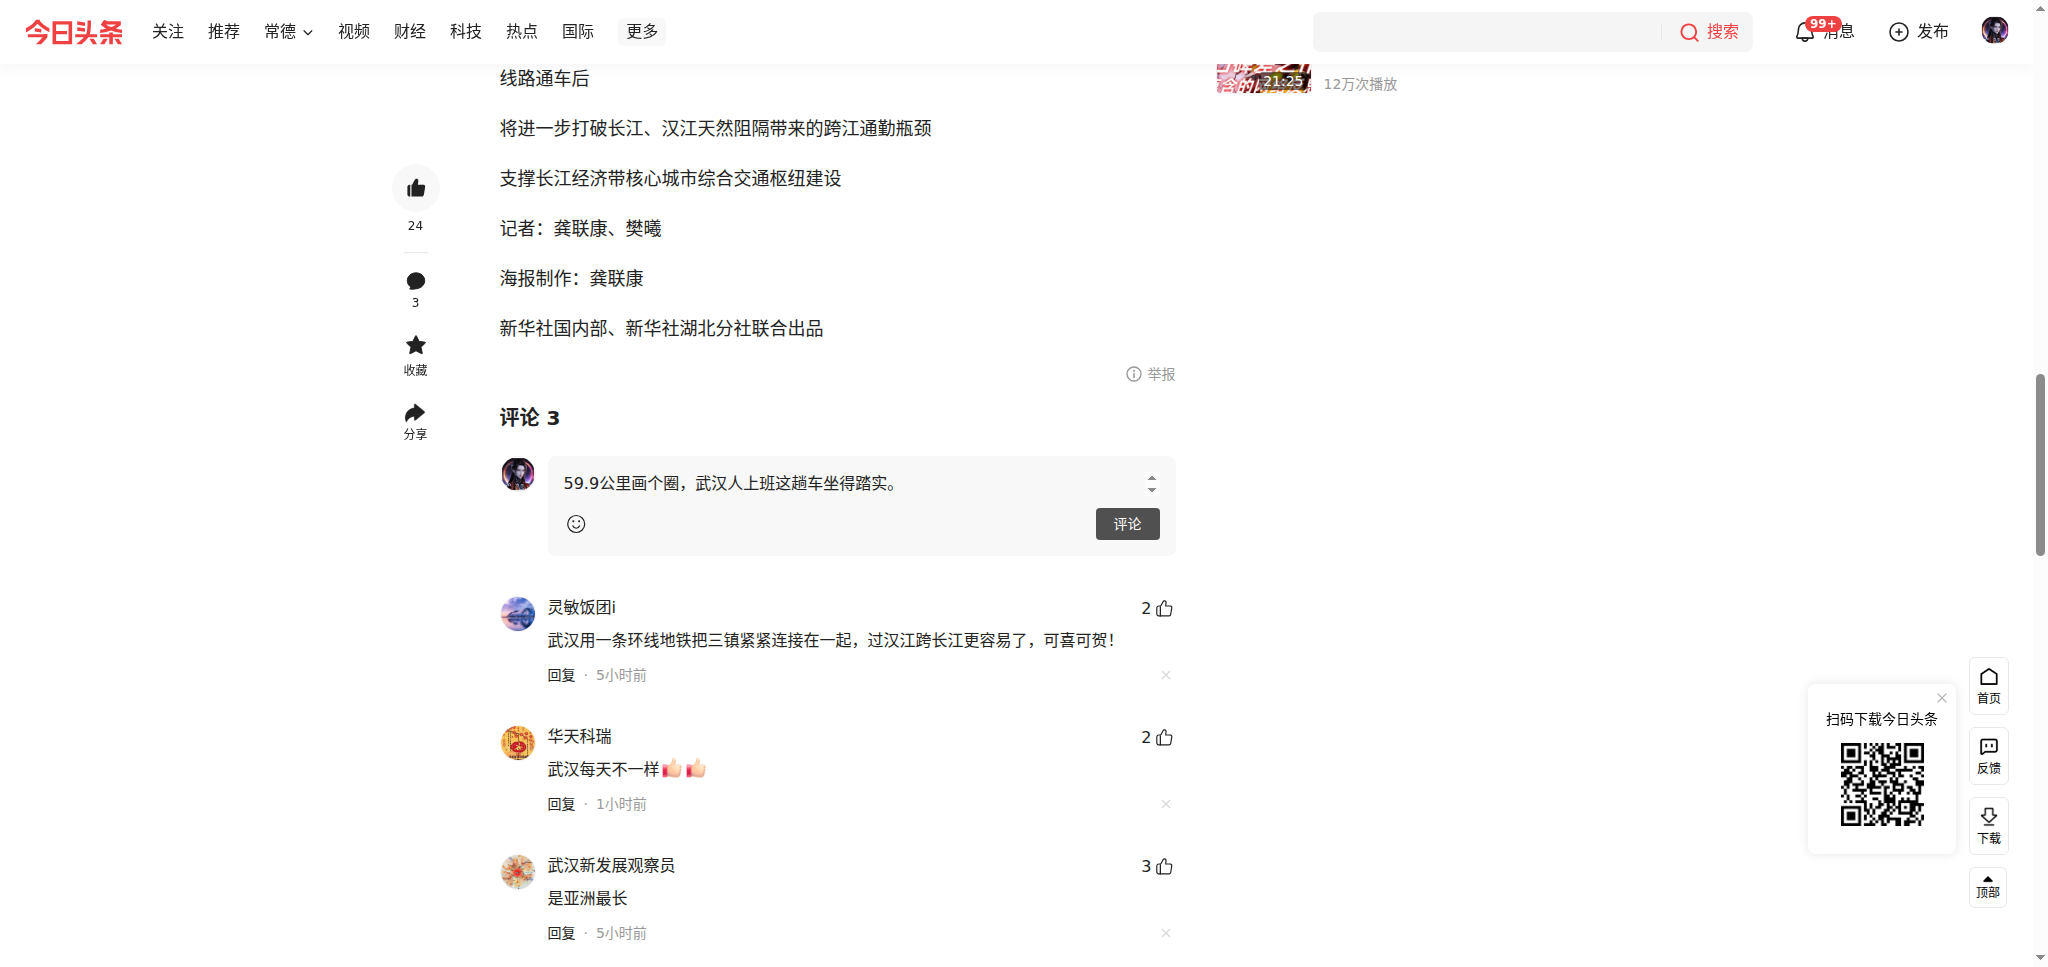 今日头条
关注 推荐 常德 视频 财经 科技 热点 国际 更多
搜索
99+
消息
发布
线路通车后
21:25
12万次播放
将进一步打破长江、汉江天然阻隔带来的跨江通勤瓶颈
支撑长江经济带核心城市综合交通枢纽建设
24
记者：龚联康、樊曦
海报制作：龚联康
3
新华社国内部、新华社湖北分社联合出品
收藏
举报
分享
评论 3
59.9公里画个圈，武汉人上班这趟车坐得踏实。
评论
灵敏饭团i
2
武汉用一条环线地铁把三镇紧紧连接在一起，过汉江跨长江更容易了，可喜可贺！
回复 · 5小时前
华天科瑞
2
武汉每天不一样👍👍
回复 · 1小时前
武汉新发展观察员
3
是亚洲最长
回复 · 5小时前
扫码下载今日头条
首页
反馈
下载
顶部